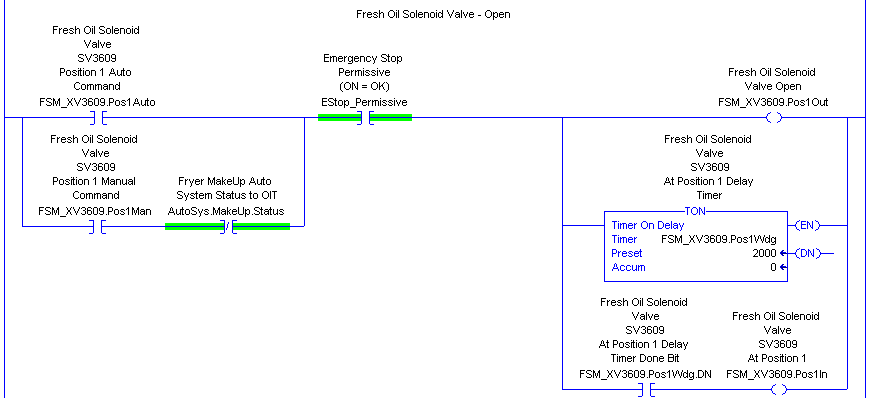 Fresh Oil Solenoid Valve - Open
Fresh Oil Solenoid
Valve
SV3609
Position 1 Auto
Command
FSM_XV3609.Pos1Auto
Emergency Stop
Permissive
(ON = OK)
EStop_Permissive
Fresh Oil Solenoid
Valve Open
FSM_XV3609.Pos1Out
Fresh Oil Solenoid
Valve
SV3609
Position 1 Manual
Command
FSM_XV3609.Pos1Man
Fryer MakeUp Auto
System Status to OIT
AutoSys.MakeUp.Status
Fresh Oil Solenoid
Valve
SV3609
At Position 1 Delay
Timer
TON
Timer On Delay
Timer FSM_XV3609.Pos1Wdg
Preset 2000
Accum 0
EN
DN
Fresh Oil Solenoid
Valve
SV3609
At Position 1 Delay
Timer Done Bit
FSM_XV3609.Pos1Wdg.DN
Fresh Oil Solenoid
Valve
SV3609
At Position 1
FSM_XV3609.Pos1In